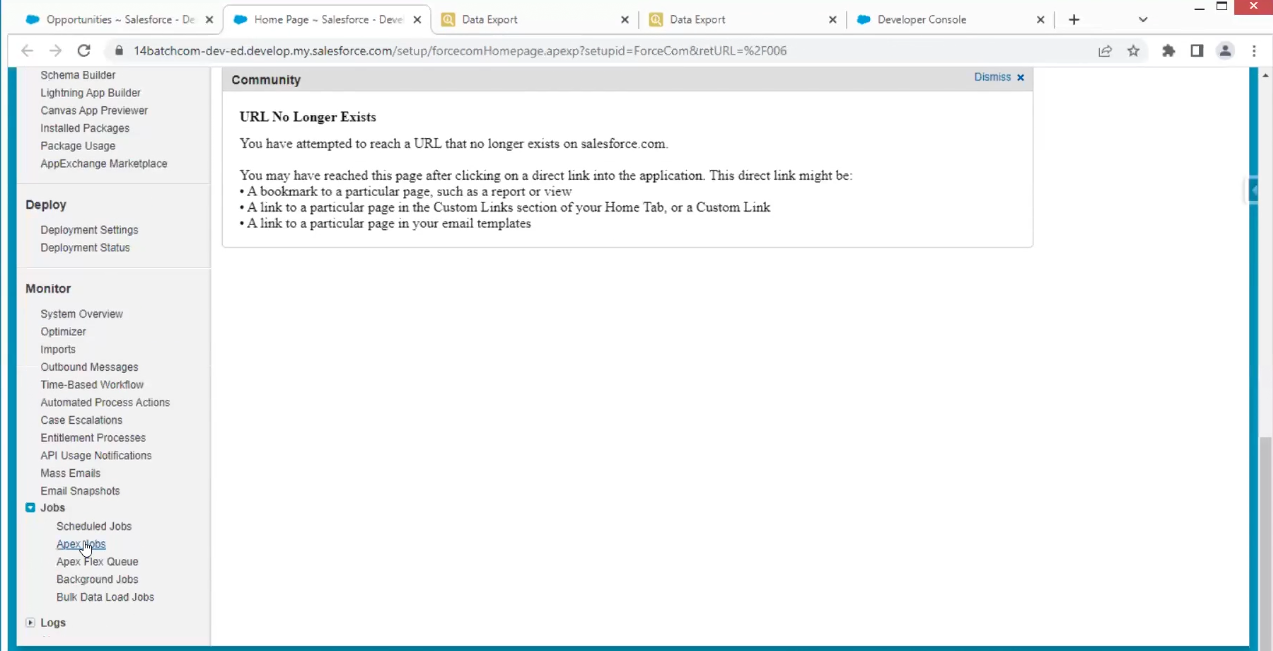 Opportunities ~ Salesforce - De
Home Page ~ Salesforce - Deve
Data Export
Data Export
Developer Console
14batchcom-dev-ed.develop.my.salesforce.com/setup/forcecomHomepage.apexp?setupid=ForceCom&retURL=%2F006
Schema Builder
Lightning App Builder
Canvas App Previewer
Installed Packages
Package Usage
AppExchange Marketplace
Deploy
Deployment Settings
Deployment Status
Monitor
System Overview
Optimizer
Imports
Outbound Messages
Time-Based Workflow
Automated Process Actions
Case Escalations
Entitlement Processes
API Usage Notifications
Mass Emails
Email Snapshots
Jobs
Scheduled Jobs
Apex Jobs
Apex Flex Queue
Background Jobs
Bulk Data Load Jobs
Logs
Community
Dismiss
URL No Longer Exists
You have attempted to reach a URL that no longer exists on salesforce.com.
You may have reached this page after clicking on a direct link into the application. This direct link might be:
• A bookmark to a particular page, such as a report or view
• A link to a particular page in the Custom Links section of your Home Tab, or a Custom Link
• A link to a particular page in your email templates